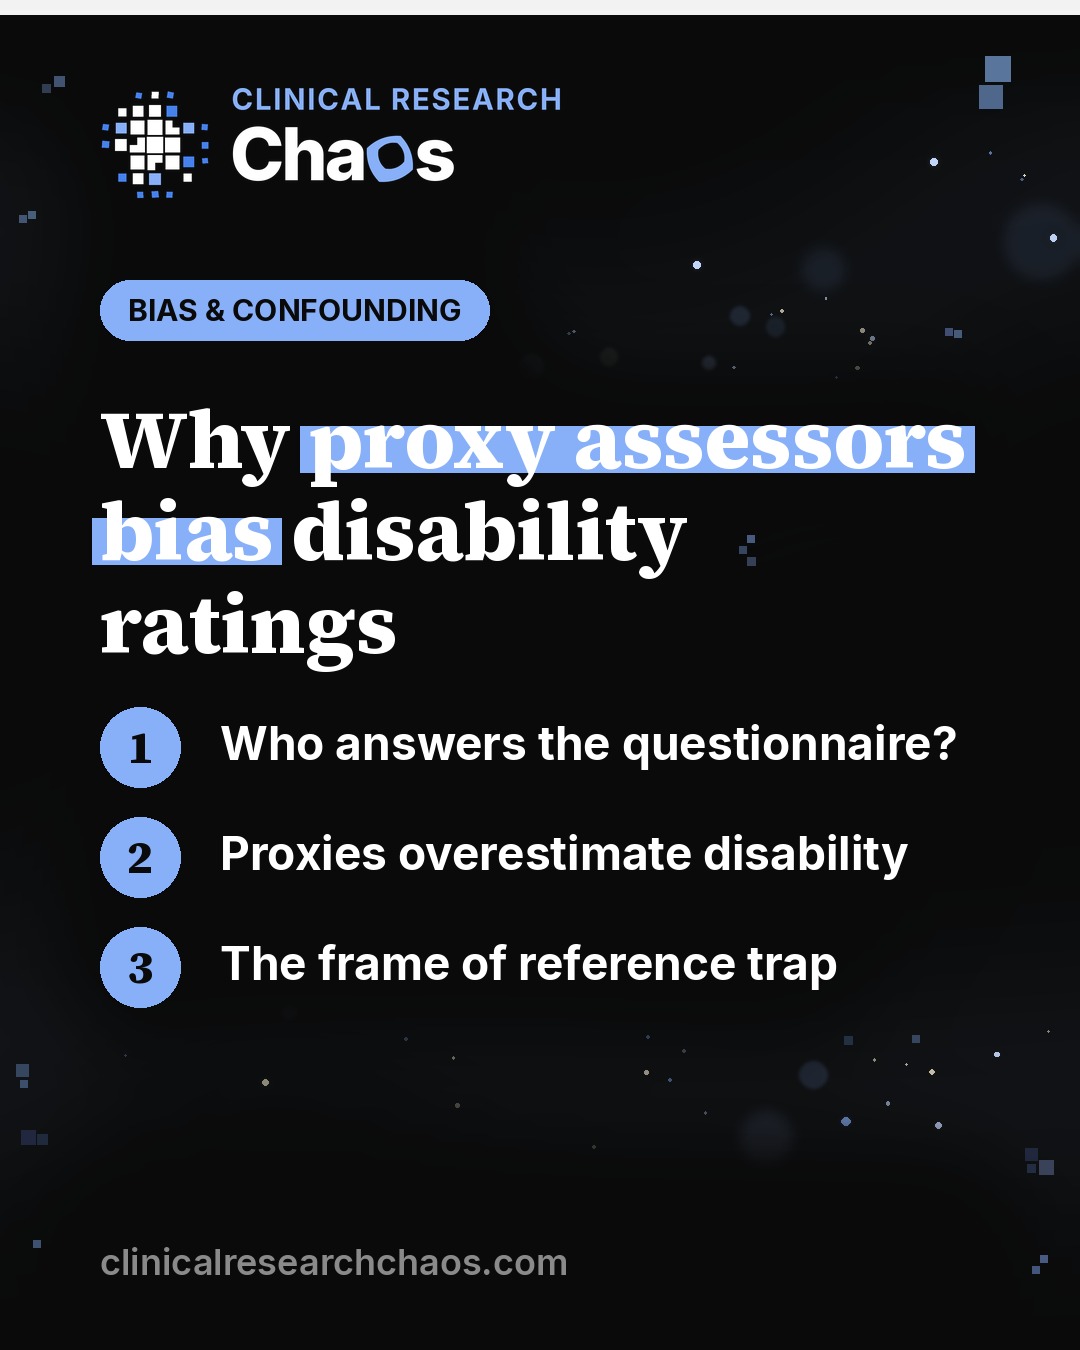 CLINICAL RESEARCH
Chaos
BIAS & CONFOUNDING
Why proxy assessors
bias disability
ratings
1 Who answers the questionnaire?
2 Proxies overestimate disability
3 The frame of reference trap
clinicalresearchchaos.com